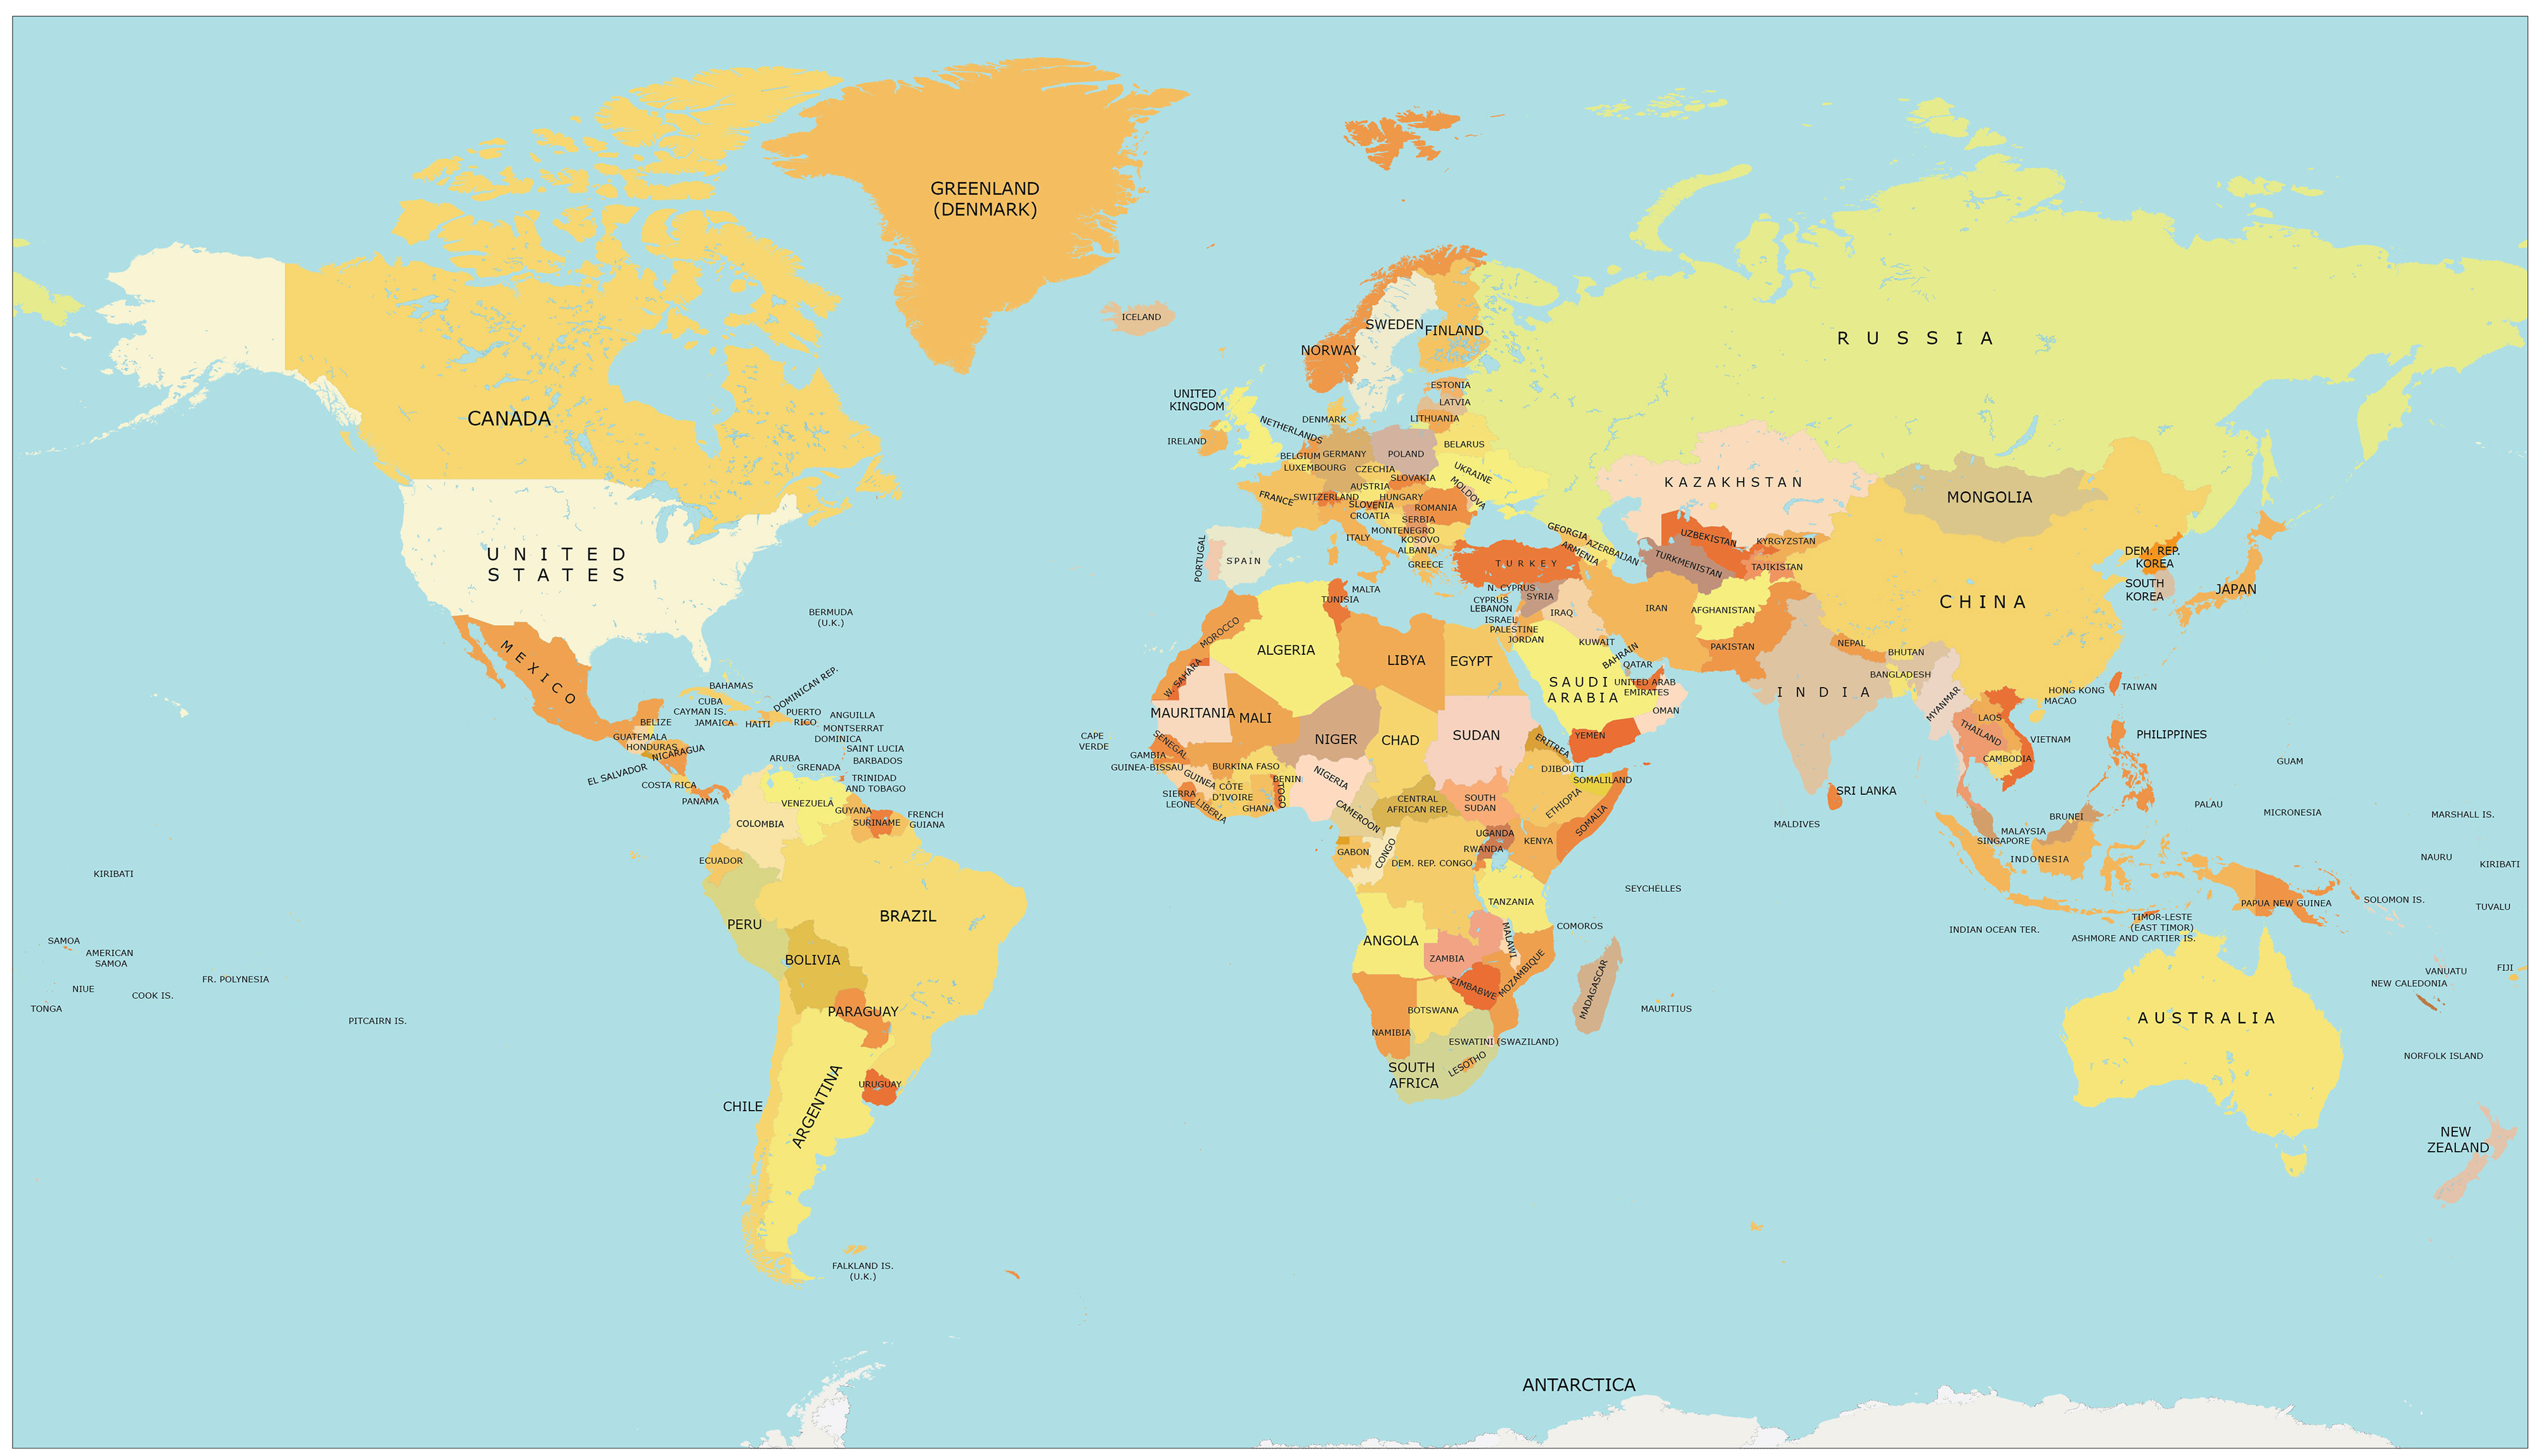 GREENLAND
(DENMARK)
ICELAND
SWEDEN
FINLAND
NORWAY
RUSSIA
CANADA
UNITED
KINGDOM
IRELAND
ESTONIA
LATVIA
LITHUANIA
DENMARK
NETHERLANDS
BELARUS
BELGIUM
GERMANY
POLAND
LUXEMBOURG
CZECHIA
SLOVAKIA
UKRAINE
MOLDOVA
AUSTRIA
FRANCE
SWITZERLAND
HUNGARY
SLOVENIA
ROMANIA
CROATIA
SERBIA
MONTENEGRO
ITALY
KOSOVO
ALBANIA
GREECE
PORTUGAL
SPAIN
KAZAKHSTAN
MONGOLIA
GEORGIA
AZERBAIJAN
ARMENIA
UZBEKISTAN
KYRGYZSTAN
TURKMENISTAN
TAJIKISTAN
TURKEY
UNITED
STATES
DEM. REP.
KOREA
SOUTH
KOREA
JAPAN
CHINA
N. CYPRUS
CYPRUS
SYRIA
LEBANON
IRAQ
IRAN
AFGHANISTAN
ISRAEL
PALESTINE
JORDAN
MALTA
TUNISIA
BERMUDA
(U.K.)
MOROCCO
ALGERIA
LIBYA
EGYPT
KUWAIT
BAHRAIN
QATAR
PAKISTAN
NEPAL
BHUTAN
BANGLADESH
MEXICO
W. SAHARA
SAUDI
ARABIA
UNITED ARAB
EMIRATES
OMAN
INDIA
MYANMAR
HONG KONG
MACAO
TAIWAN
BAHAMAS
DOMINICAN REP.
CUBA
CAYMAN IS.
JAMAICA
HAITI
PUERTO
RICO
ANGUILLA
MONTSERRAT
DOMINICA
SAINT LUCIA
BARBADOS
BELIZE
GUATEMALA
HONDURAS
NICARAGUA
EL SALVADOR
ARUBA
GRENADA
TRINIDAD
AND TOBAGO
COSTA RICA
PANAMA
CAPE
VERDE
MAURITANIA
MALI
NIGER
CHAD
SUDAN
ERITREA
YEMEN
SENEGAL
GAMBIA
GUINEA-BISSAU
GUINEA
BURKINA FASO
BENIN
TOGO
NIGERIA
CÔTE
D'IVOIRE
GHANA
SIERRA
LEONE
LIBERIA
DJIBOUTI
SOMALILAND
ETHIOPIA
SOMALIA
CENTRAL
AFRICAN REP.
SOUTH
SUDAN
CAMEROON
LAOS
THAILAND
VIETNAM
CAMBODIA
PHILIPPINES
GUAM
SRI LANKA
MALDIVES
PALAU
MICRONESIA
MARSHALL IS.
VENEZUELA
GUYANA
SURINAME
FRENCH
GUIANA
COLOMBIA
ECUADOR
PERU
BRAZIL
BOLIVIA
PARAGUAY
ARGENTINA
URUGUAY
CHILE
FALKLAND IS.
(U.K.)
UGANDA
KENYA
RWANDA
GABON
CONGO
DEM. REP. CONGO
TANZANIA
SEYCHELLES
COMOROS
BRUNEI
MALAYSIA
SINGAPORE
INDONESIA
NAURU
KIRIBATI
KIRIBATI
PAPUA NEW GUINEA
SOLOMON IS.
TUVALU
TIMOR-LESTE
(EAST TIMOR)
INDIAN OCEAN TER.
ASHMORE AND CARTIER IS.
SAMOA
AMERICAN
SAMOA
FR. POLYNESIA
NIUE
COOK IS.
TONGA
PITCAIRN IS.
ANGOLA
ZAMBIA
MALAWI
MOZAMBIQUE
ZIMBABWE
MADAGASCAR
MAURITIUS
BOTSWANA
NAMIBIA
ESWATINI (SWAZILAND)
LESOTHO
SOUTH
AFRICA
VANUATU
FIJI
NEW CALEDONIA
AUSTRALIA
NORFOLK ISLAND
NEW
ZEALAND
ANTARCTICA